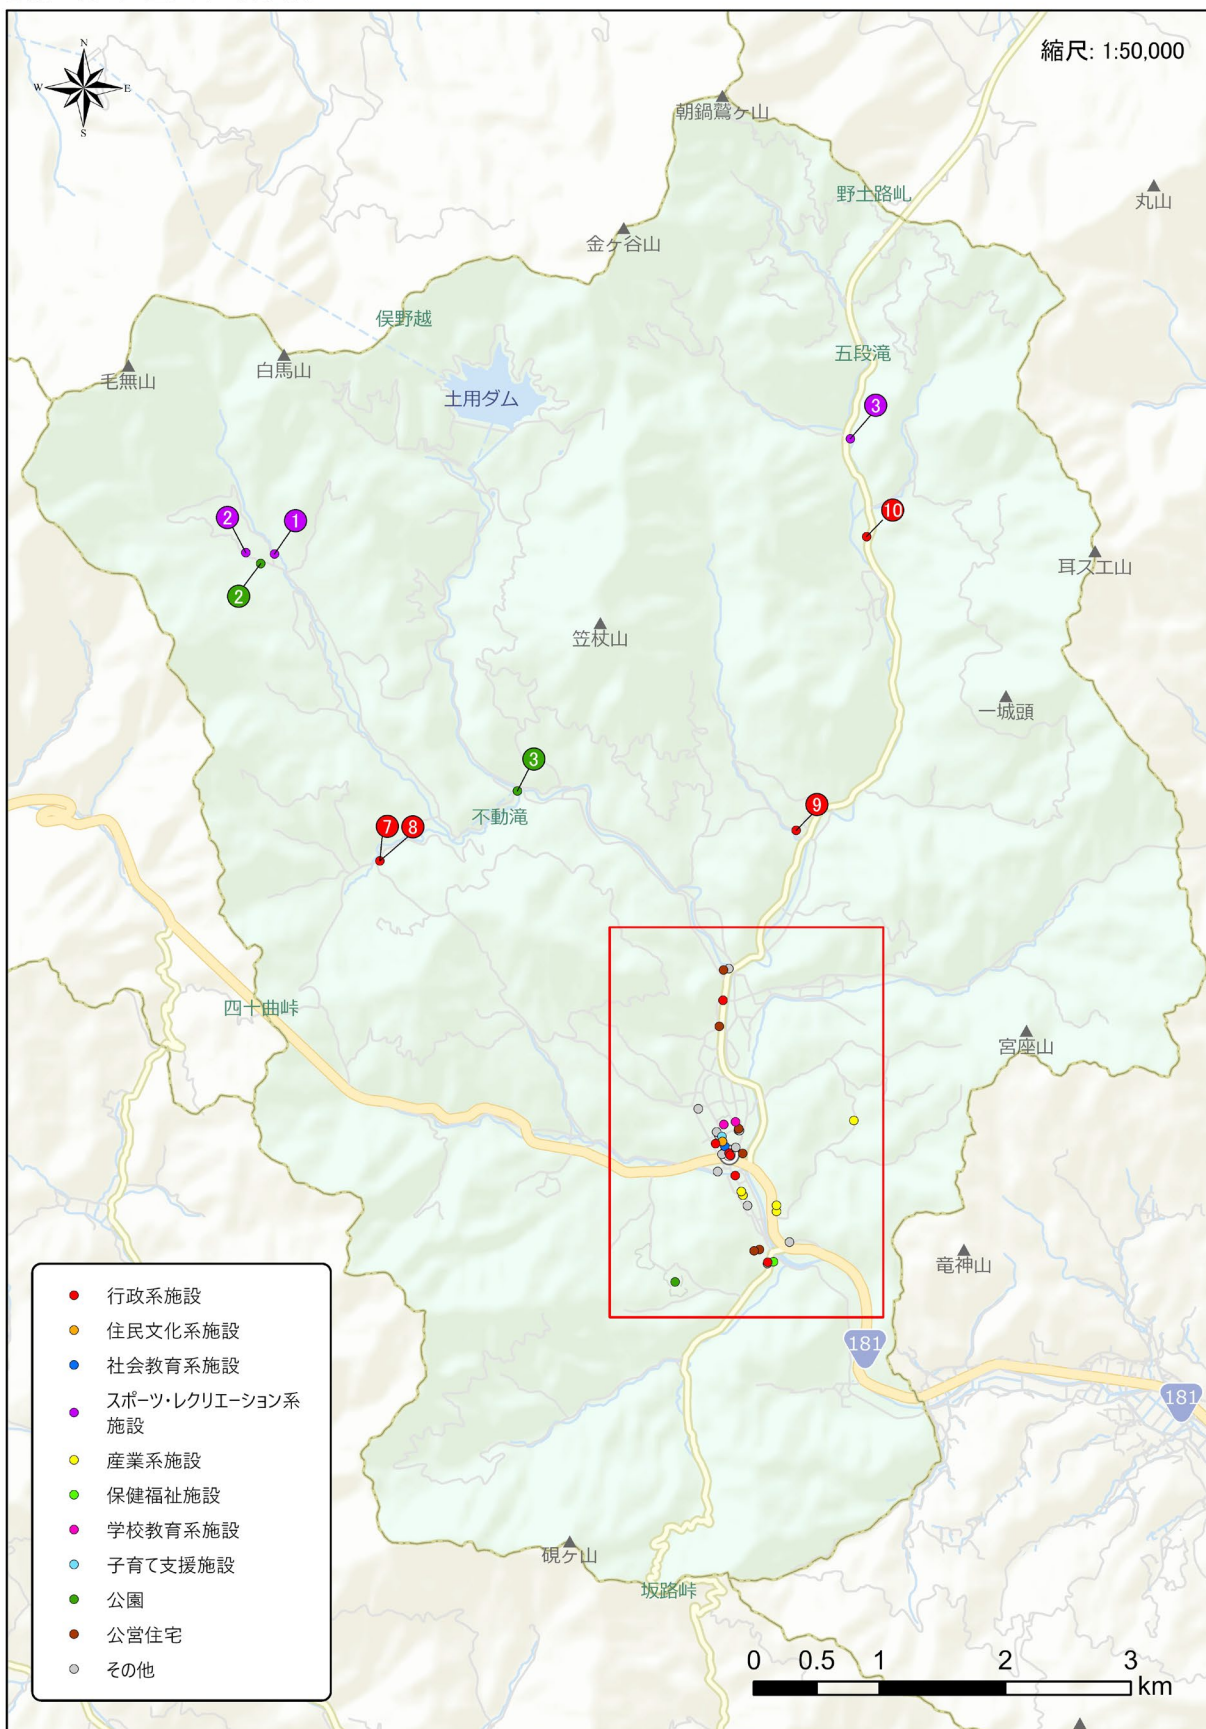 N
W
E
S
縮尺: 1:50,000
朝鍋鷲ヶ山
野土路乢
丸山
金ヶ谷山
俣野越
五段滝
毛無山
白馬山
土用ダム
3
2
1
10
耳スエ山
2
笠杖山
一城頭
3
9
不動滝
7
8
四十曲峠
宮座山
竜神山
行政系施設
住民文化系施設
社会教育系施設
スポーツ・レクリエーション系
施設
産業系施設
保健福祉施設
学校教育系施設
子育て支援施設
公園
公営住宅
その他
181
181
硯ヶ山
坂路峠
0 0.5 1 2 3
km